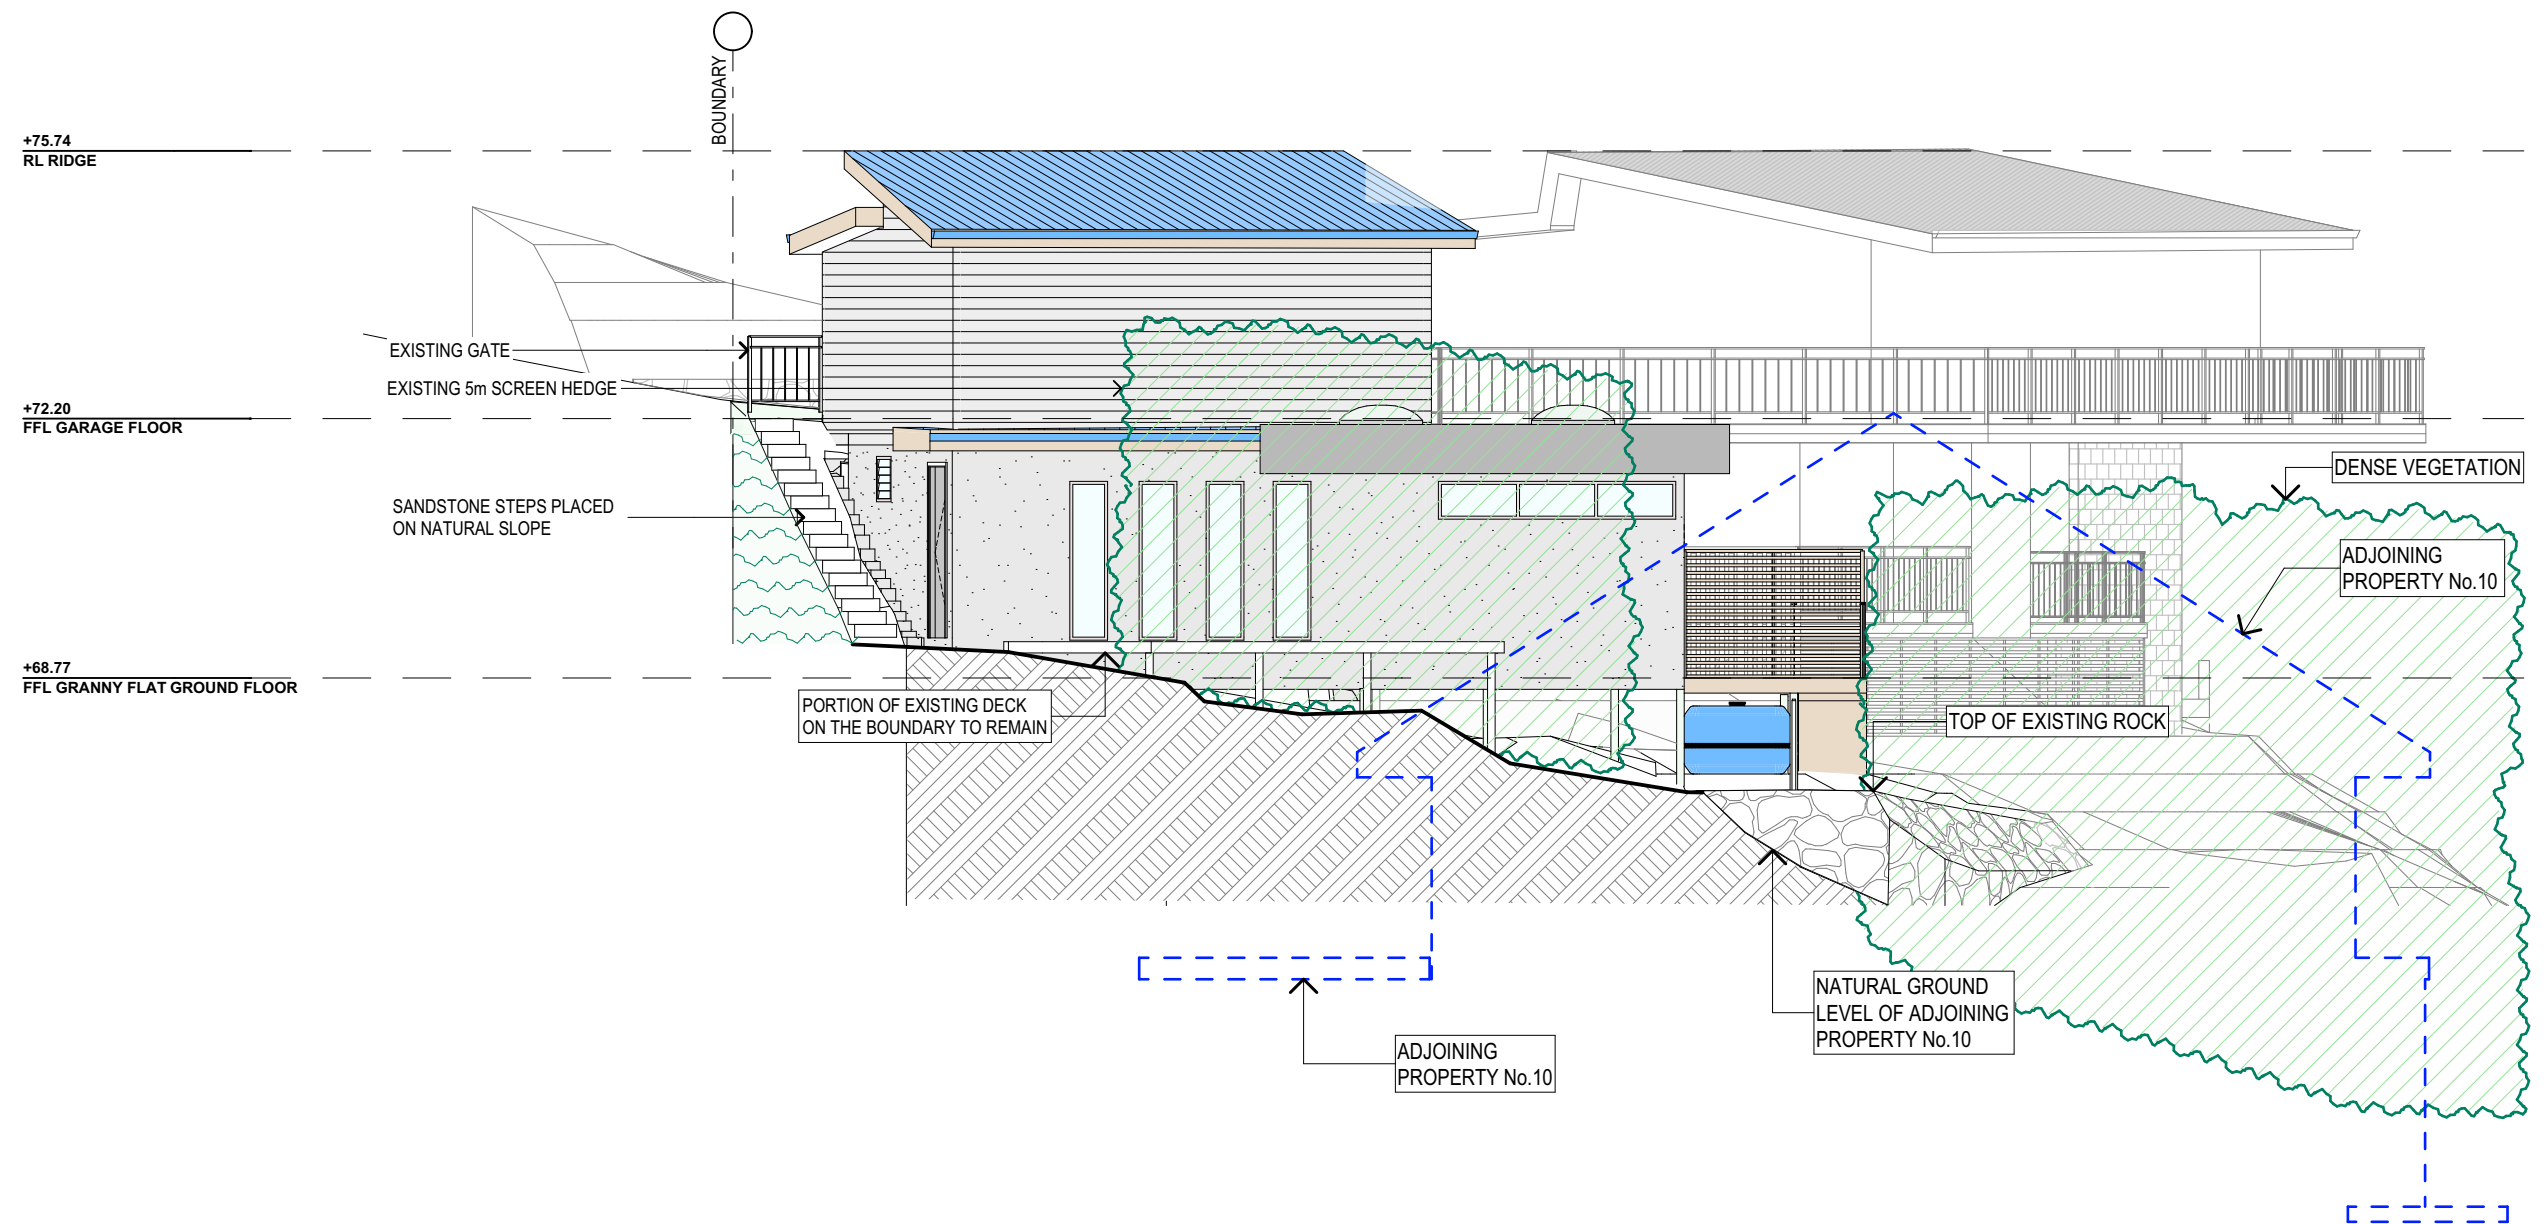 BOUNDARY
+75.74
RL RIDGE
EXISTING GATE
EXISTING 5m SCREEN HEDGE
+72.20
FFL GARAGE FLOOR
DENSE VEGETATION
SANDSTONE STEPS PLACED
ON NATURAL SLOPE
ADJOINING
PROPERTY No.10
+68.77
FFL GRANNY FLAT GROUND FLOOR
PORTION OF EXISTING DECK
ON THE BOUNDARY TO REMAIN
TOP OF EXISTING ROCK
NATURAL GROUND
LEVEL OF ADJOINING
PROPERTY No.10
ADJOINING
PROPERTY No.10